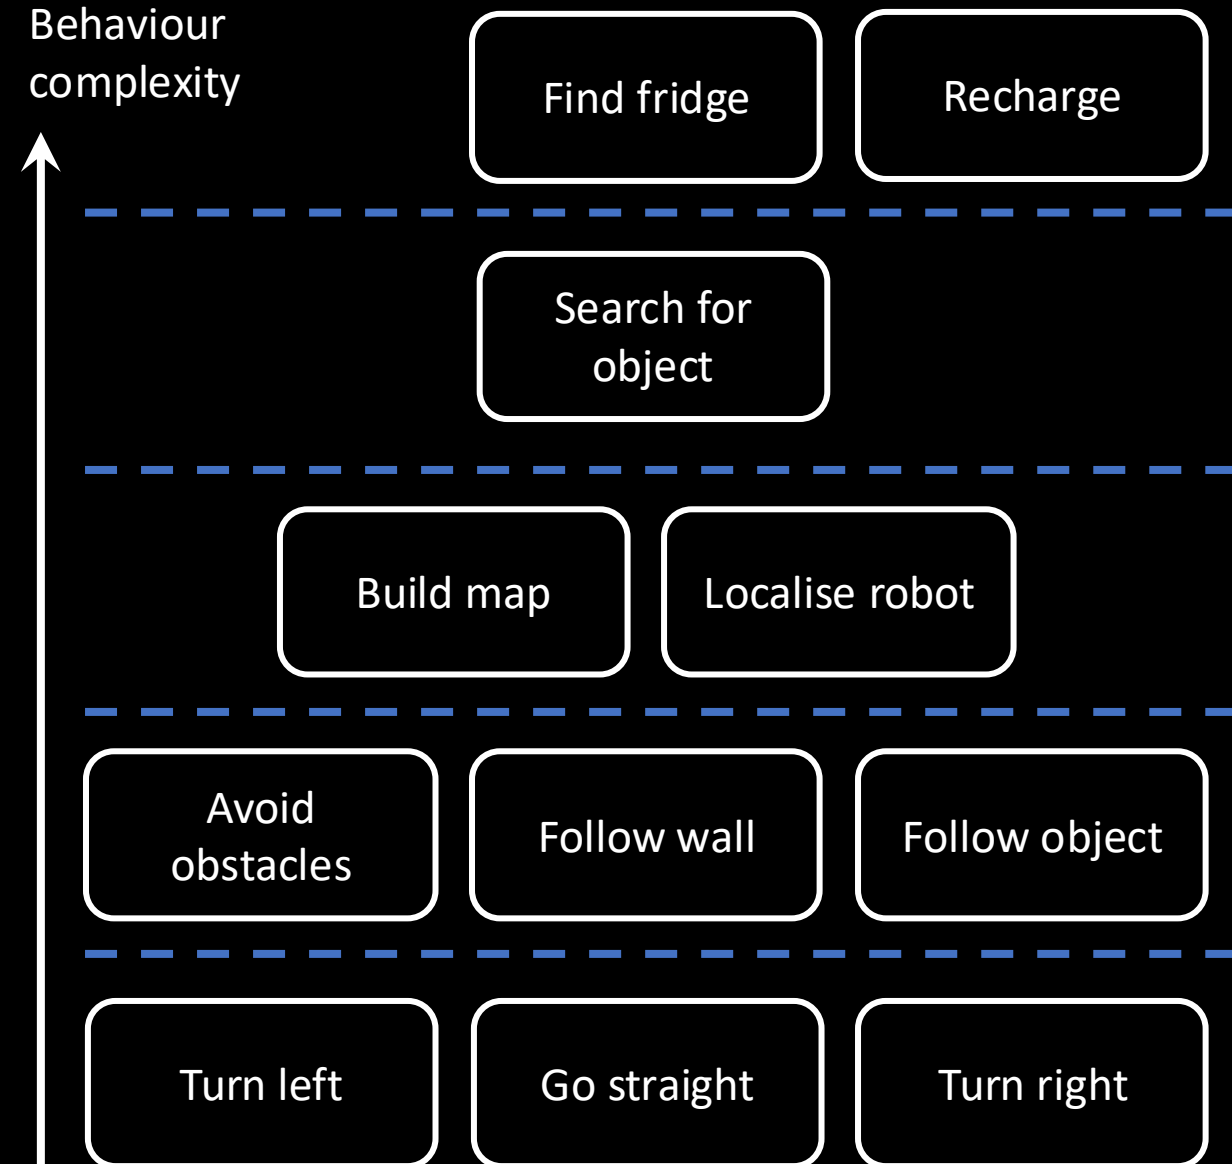 Behaviour
complexity
Find fridge
Recharge
Search for
object
Build map
Localise robot
Avoid
obstacles
Follow wall
Follow object
Turn left
Go straight
Turn right